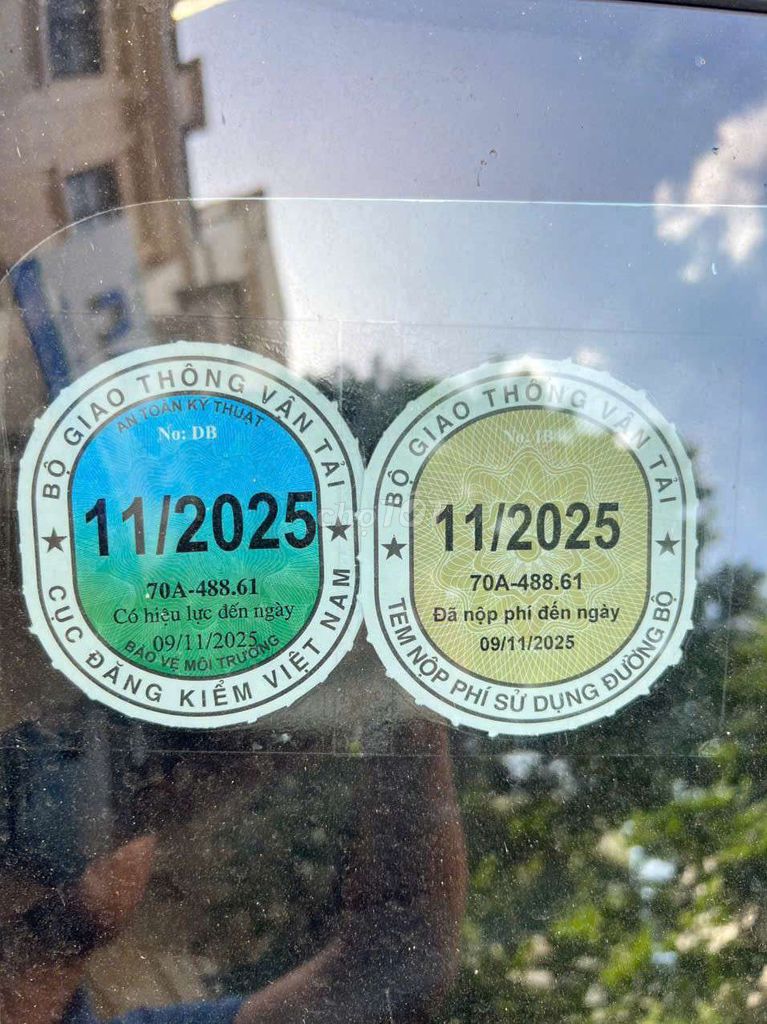 BỘ GIAO THÔNG VẬN TẢI
AN TOÀN KỸ THUẬT
No: DB
11/2025
70A-488.61
Có hiệu lực đến ngày
09/11/2025
BẢO VỆ MÔI TRƯỜNG
CỤC ĐĂNG KIỂM VIỆT NAM
BỘ GIAO THÔNG VẬN TẢI
11/2025
70A-488.61
Đã nộp phí đến ngày
09/11/2025
TEM NỘP PHÍ SỬ DỤNG ĐƯỜNG BỘ